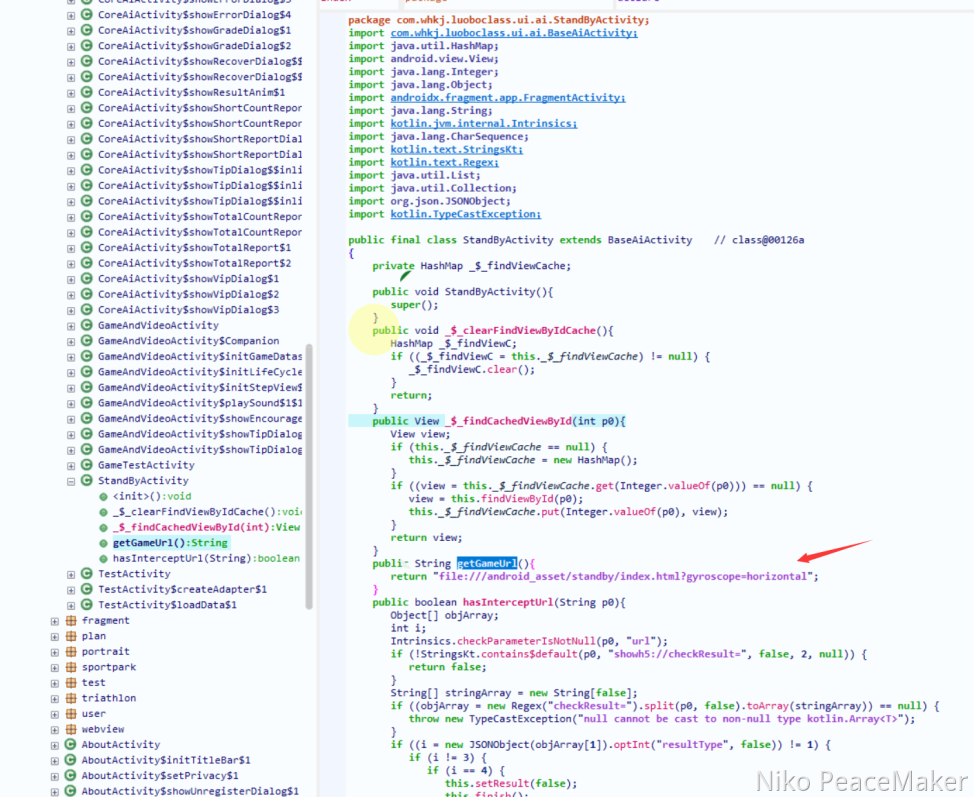 CoreAiActivity$showErrorDialog$4
CoreAiActivity$showGradeDialog$1
CoreAiActivity$showGradeDialog$2
CoreAiActivity$showRecoverDialog$$
CoreAiActivity$showRecoverDialog$$
CoreAiActivity$showResultAnim$1
CoreAiActivity$showShortCountRepor
CoreAiActivity$showShortCountRepor
CoreAiActivity$showShortReportDial
CoreAiActivity$showShortReportDial
CoreAiActivity$showTipDialog$$inli
CoreAiActivity$showTipDialog$$inli
CoreAiActivity$showTipDialog$$inli
CoreAiActivity$showTotalCountRepor
CoreAiActivity$showTotalCountRepor
CoreAiActivity$showTotalReport$1
CoreAiActivity$showTotalReport$2
CoreAiActivity$showVipDialog$1
CoreAiActivity$showVipDialog$2
CoreAiActivity$showVipDialog$3
GameAndVideoActivity
GameAndVideoActivity$Companion
GameAndVideoActivity$initGameDatas
GameAndVideoActivity$initLifeCycle
GameAndVideoActivity$initStepView$
GameAndVideoActivity$playSound$1$1
GameAndVideoActivity$showEncourage
GameAndVideoActivity$showTipDialog
GameAndVideoActivity$showTipDialog
GameTestActivity
StandByActivity
<init>():void
_$_clearFindViewByIdCache():voi
_$_findCachedViewById(int):View
getGameUrl():String
hasInterceptUrl(String):boolean
TestActivity
TestActivity$createAdapter$1
TestActivity$loadData$1
fragment
plan
portrait
sportpark
test
triathlon
user
webview
AboutActivity
AboutActivity$initTitleBar$1
AboutActivity$setPrivacy$1
AboutActivity$showUnregisterDialog$1
package com.whkj.luoboclass.ui.ai.StandByActivity;
import com.whkj.luoboclass.ui.ai.BaseAiActivity;
import java.util.HashMap;
import android.view.View;
import java.lang.Integer;
import java.lang.Object;
import androidx.fragment.app.FragmentActivity;
import java.lang.String;
import kotlin.jvm.internal.Intrinsics;
import java.lang.CharSequence;
import kotlin.text.StringsKt;
import kotlin.text.Regex;
import java.util.List;
import java.util.Collection;
import org.json.JSONObject;
import kotlin.TypeCastException;
public final class StandByActivity extends BaseAiActivity // class@00126a
{
private HashMap _$_findViewCache;
public void StandByActivity(){
super();
}
public void _$_clearFindViewByIdCache(){
HashMap _$_findViewC;
if ((_$_findViewC = this._$_findViewCache) != null) {
_$_findViewC.clear();
}
return;
}
public View _$_findCachedViewById(int p0){
View view;
if (this._$_findViewCache == null) {
this._$_findViewCache = new HashMap();
}
if ((view = this._$_findViewCache.get(Integer.valueOf(p0))) == null) {
view = this.findViewById(p0);
this._$_findViewCache.put(Integer.valueOf(p0), view);
}
return view;
}
public String getGameUrl(){
return "file:///android_asset/standby/index.html?gyroscope=horizontal";
}
public boolean hasInterceptUrl(String p0){
Object[] objArray;
int i;
Intrinsics.checkParameterIsNotNull(p0, "url");
if (!StringsKt.contains$default(p0, "showh5://checkResult=", false, 2, null)) {
return false;
}
String[] stringArray = new String[false];
if ((objArray = new Regex("checkResult=").split(p0, false).toArray(stringArray)) == null) {
throw new TypeCastException("null cannot be cast to non-null type kotlin.Array<T>");
}
if ((i = new JSONObject(objArray[1]).optInt("resultType", false)) != 1) {
if (i != 3) {
if (i == 4) {
this.setResult(false);
this.finish();
Niko PeaceMaker